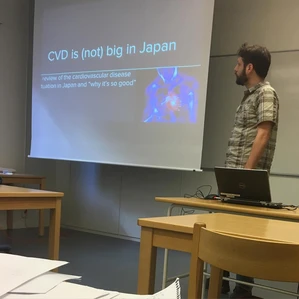 CVD is (not) big in Japan
review of the cardiovascular disease
situation in Japan and "why it's so good"